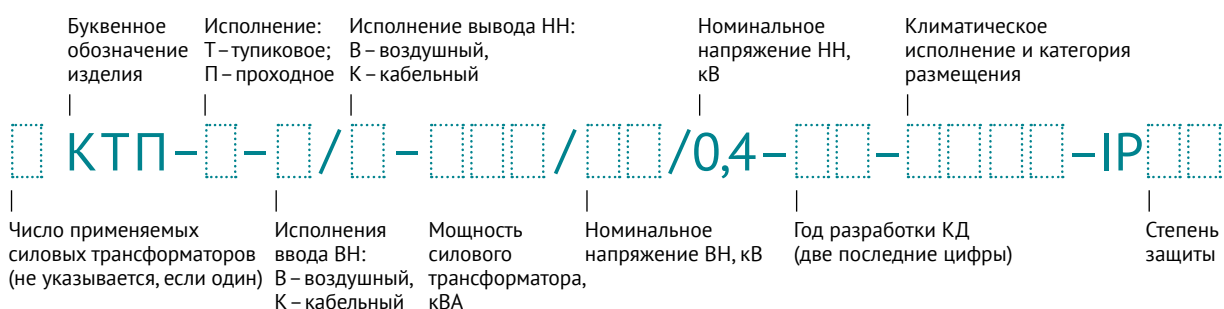 Буквенное
обозначение
изделия
Исполнение:
Т – тупиковое;
П – проходное
Исполнение вывода НН:
В – воздушный,
К – кабельный
Номинальное
напряжение НН,
кВ
Климатическое
исполнение и категория
размещения
КТП – – / – / /0,4 – – –IP
Число применяемых
силовых трансформаторов
(не указывается, если один)
Исполнения
ввода ВН:
В – воздушный,
К – кабельный
Мощность
силового
трансформатора,
кВА
Номинальное
напряжение ВН, кВ
Год разработки КД
(две последние цифры)
Степень
защиты